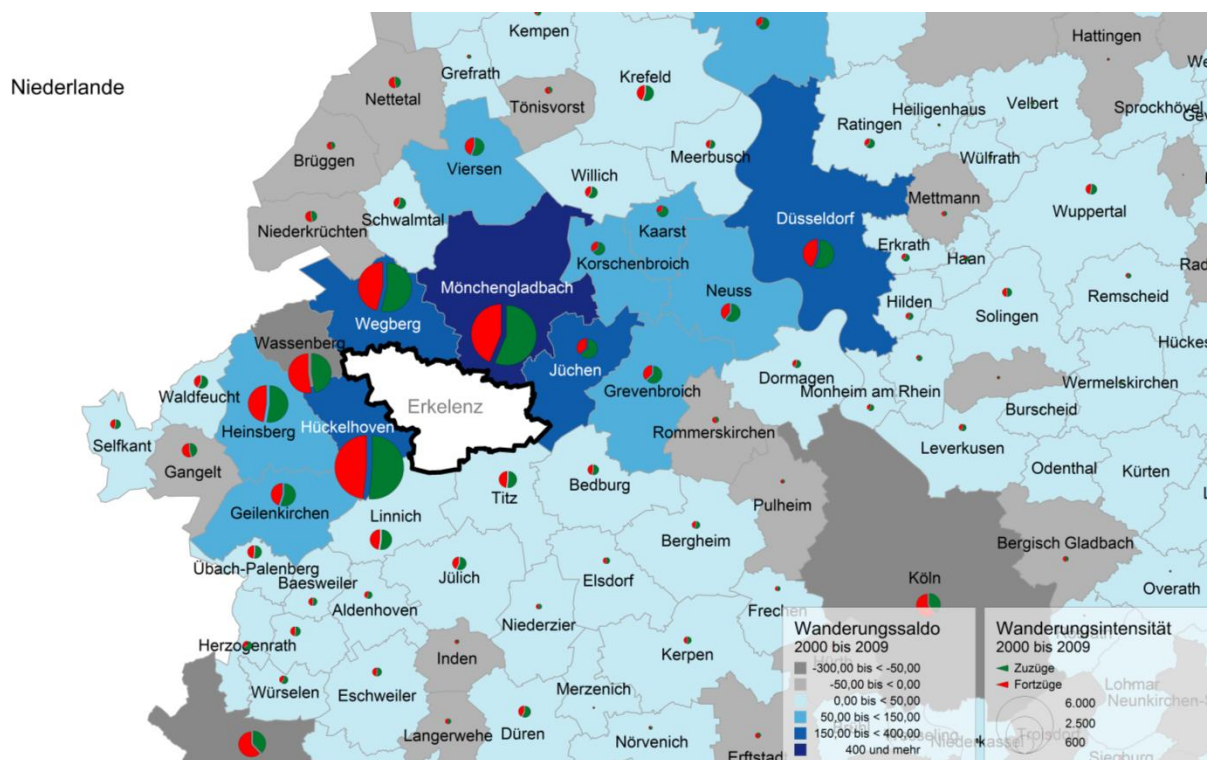 Kempen
Hattingen
Grefrath
Niederlande
Nettetal
Krefeld
Tönisvorst
Heiligenhaus
Velbert
Sprockhövel
Ratingen
Brüggen
Viersen
Meerbusch
Wülfrath
Willich
Mettmann
Schwalmtal
Kaarst
Düsseldorf
Wuppertal
Niederkrüchten
Korschenbroich
Erkrath
Haan
Mönchengladbach
Neuss
Remscheid
Hilden
Solingen
Wegberg
Wassenberg
Jüchen
Hückes
Grevenbroich
Dormagen
Monheim am Rhein
Wermelskirchen
Waldfeucht
Erkelenz
Burscheid
Heinsberg
Hückelhoven
Rommerskirchen
Selfkant
Leverkusen
Gangelt
Odenthal
Kürten
Titz
Bedburg
Pulheim
Geilenkirchen
Linnich
Bergheim
Bergisch Gladbach
Übach-Palenberg
Baesweiler
Jülich
Elsdorf
Köln
Overath
Aldenhoven
Frechen
Niederzier
Herzogenrath
Inden
Kerpen
Würselen
Eschweiler
Merzenich
Langerwehe
Düren
Nörvenich
Erftstad
Wanderungssaldo
2000 bis 2009
-300,00 bis < -50,00
-50,00 bis < 0,00
0,00 bis < 50,00
50,00 bis < 150,00
150,00 bis < 400,00
400 und mehr
Wanderungsintensität
2000 bis 2009
Zuzüge
Fortzüge
6.000
2.500
600
Lohmar
Neunkirchen-S
Troisdorf
Niederkassel
Siegburg